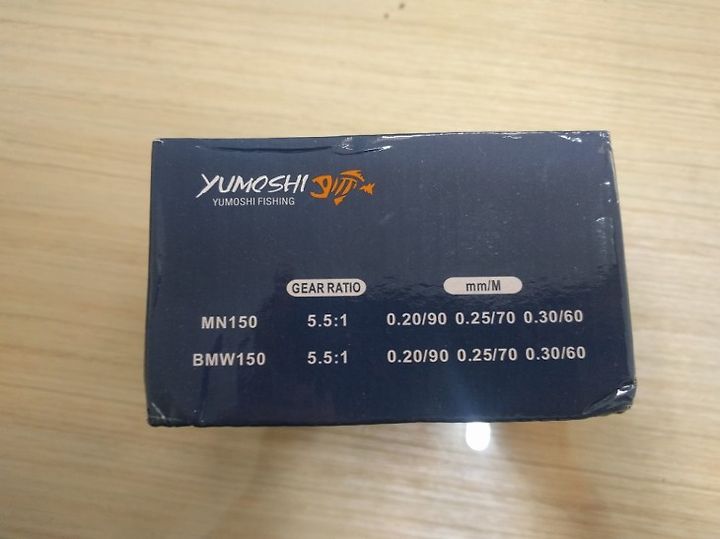 YUMOSHI
YUMOSHI FISHING
GEAR RATIO mm/M
MN150 5.5:1 0.20/90 0.25/70 0.30/60
BMW150 5.5:1 0.20/90 0.25/70 0.30/60